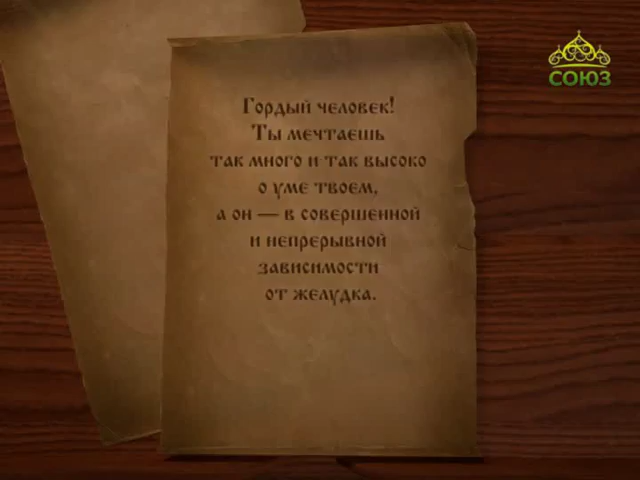 СОЮЗ
Гордый человек!
Ты мечтаешь
так много и так высоко
о уме твоем,
а он — в совершенной
и непрерывной
зависимости
от желудка.